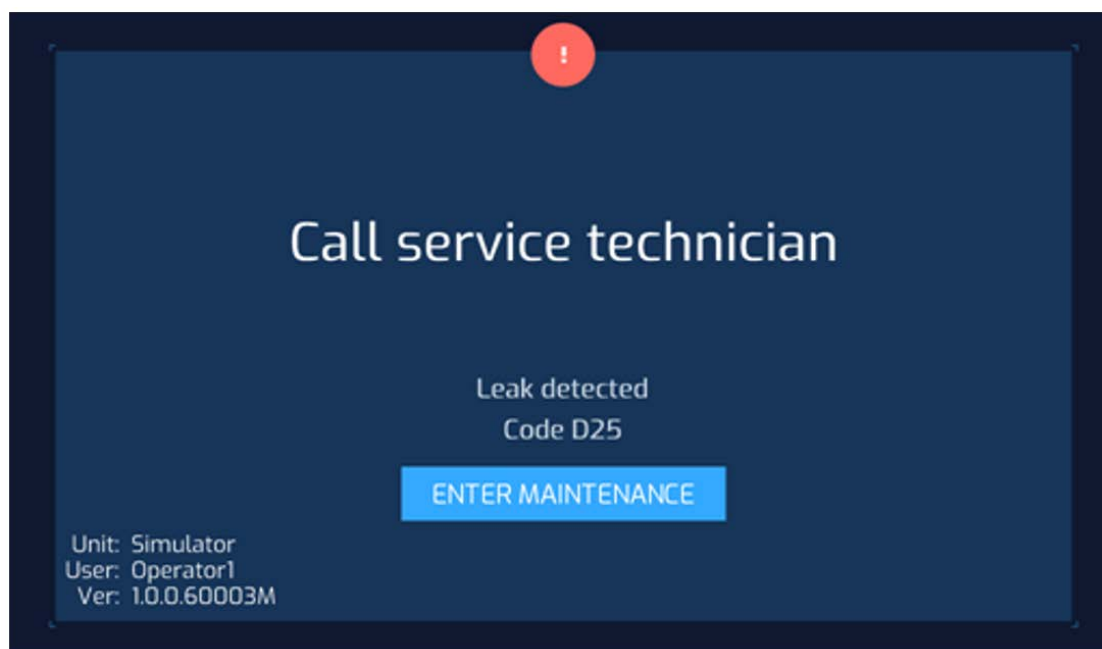 !
Call service technician
Leak detected
Code D25
ENTER MAINTENANCE
Unit: Simulator
User: Operator1
Ver: 1.0.0.60003M